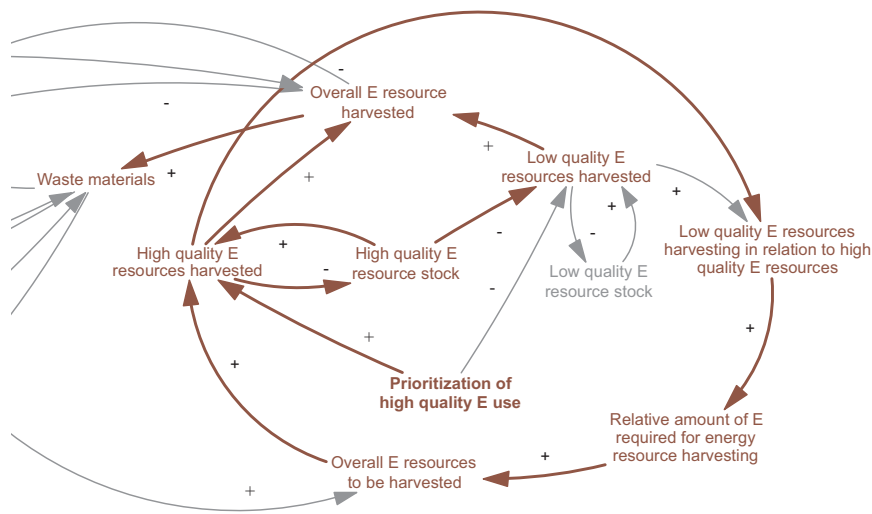 -
Overall E resource
harvested
-
+
Low quality E
resources harvested
Waste materials
+
+
+
+
Low quality E resources
harvesting in relation to high
quality E resources
High quality E
resources harvested
+
High quality E
resource stock
-
-
-
Low quality E
resource stock
-
+
+
+
Prioritization of
high quality E use
Relative amount of E
required for energy
resource harvesting
+
Overall E resources
to be harvested
+